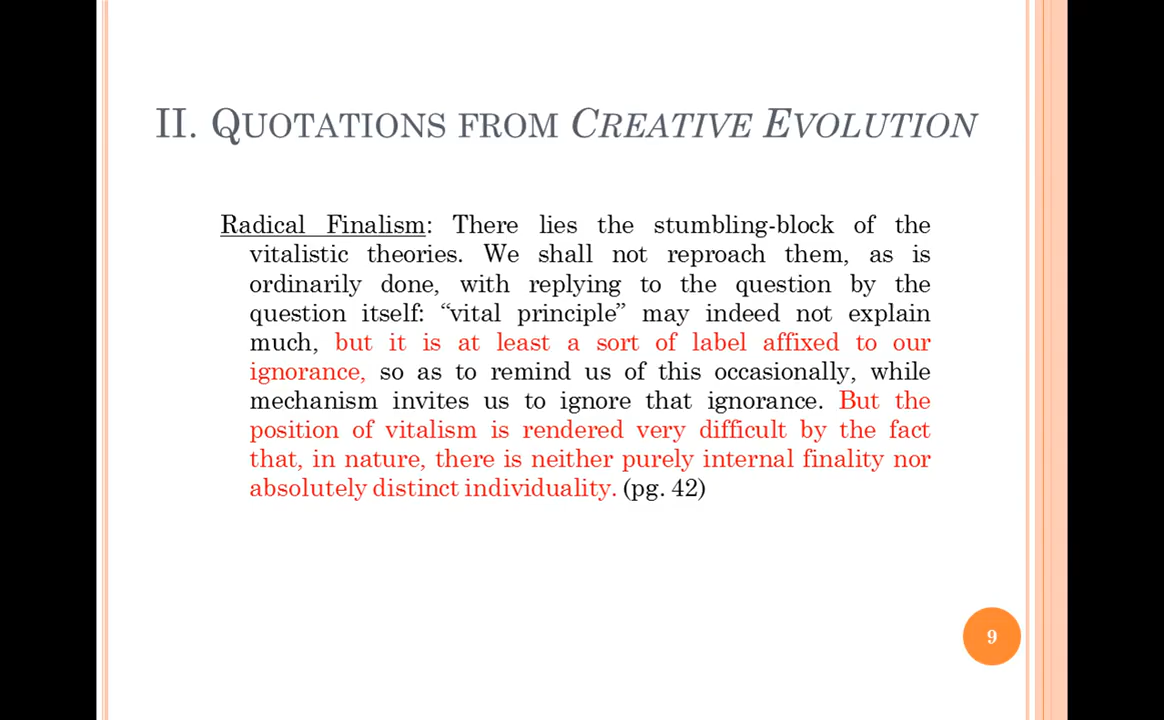 II. QUOTATIONS FROM CREATIVE EVOLUTION
Radical Finalism: There lies the stumbling-block of the
vitalistic theories. We shall not reproach them, as is
ordinarily done, with replying to the question by the
question itself: “vital principle” may indeed not explain
much, but it is at least a sort of label affixed to our
ignorance, so as to remind us of this occasionally, while
mechanism invites us to ignore that ignorance. But the
position of vitalism is rendered very difficult by the fact
that, in nature, there is neither purely internal finality nor
absolutely distinct individuality. (pg. 42)
9